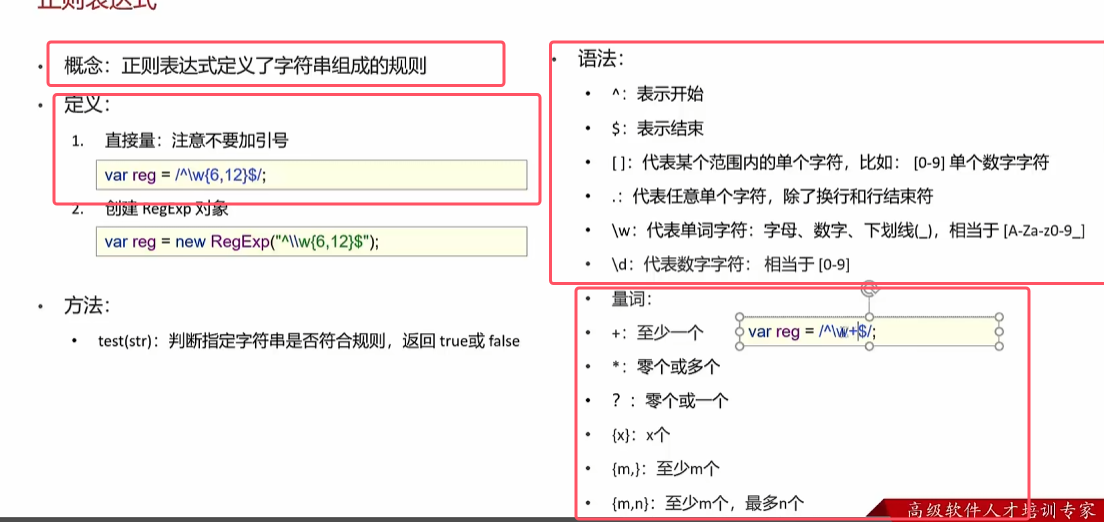 正则表达式
概念：正则表达式定义了字符串组成的规则
定义：
1. 直接量：注意不要加引号
var reg = /^\w{6,12}$/;
2. 创建 RegExp 对象
var reg = new RegExp("^\\w{6,12}$");
方法：
test(str)：判断指定字符串是否符合规则，返回 true或 false
语法：
^：表示开始
$：表示结束
[ ]：代表某个范围内的单个字符，比如： [0-9] 单个数字字符
.：代表任意单个字符，除了换行和行结束符
\w：代表单词字符：字母、数字、下划线(_)，相当于 [A-Za-z0-9_]
\d：代表数字字符： 相当于 [0-9]
量词：
+：至少一个
var reg = /^\w+$/;
*：零个或多个
？：零个或一个
{x}：x个
{m,}：至少m个
{m,n}：至少m个，最多n个
高级软件人才培训专家